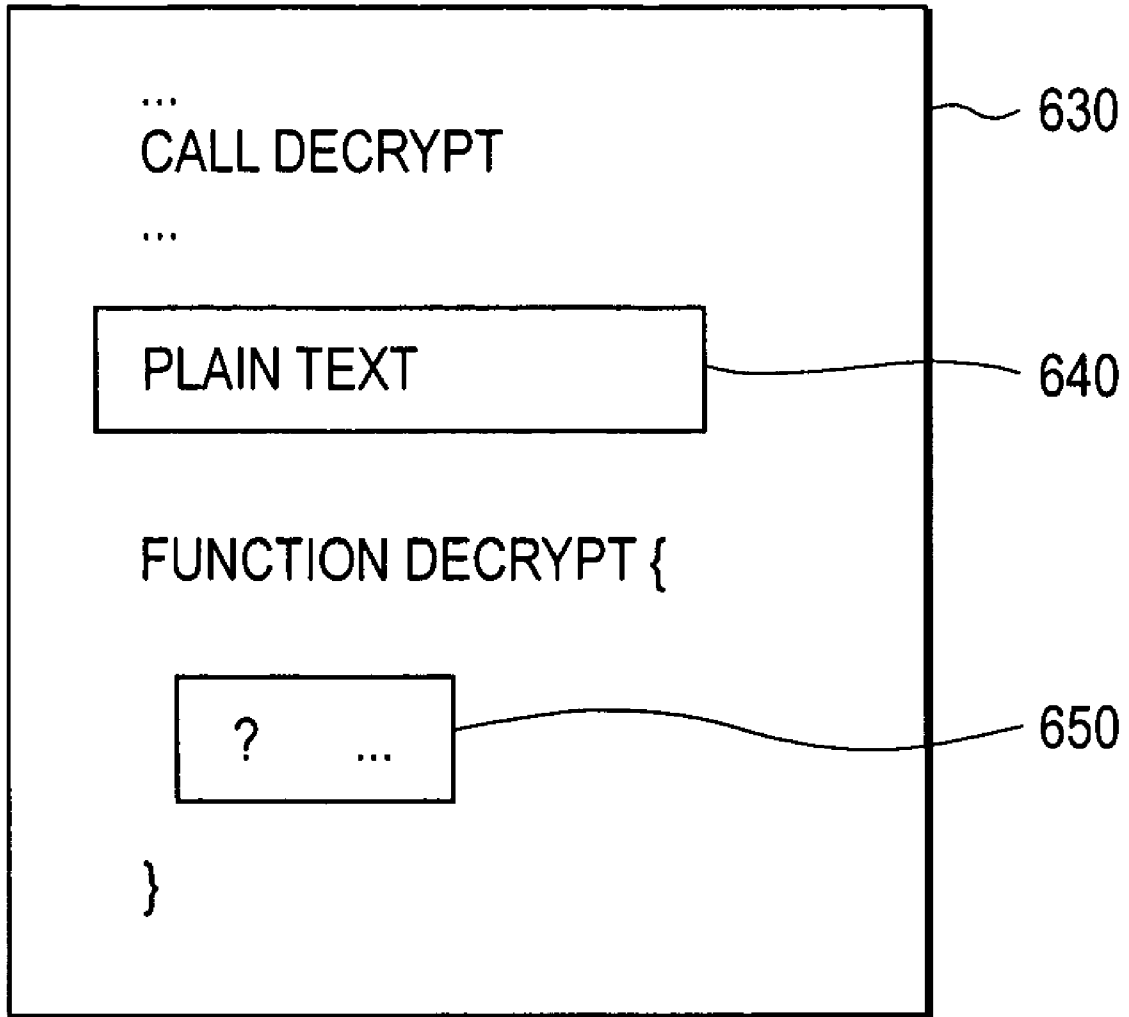 ...
630
CALL DECRYPT
...
PLAIN TEXT
640
FUNCTION DECRYPT {
? ...
650
}